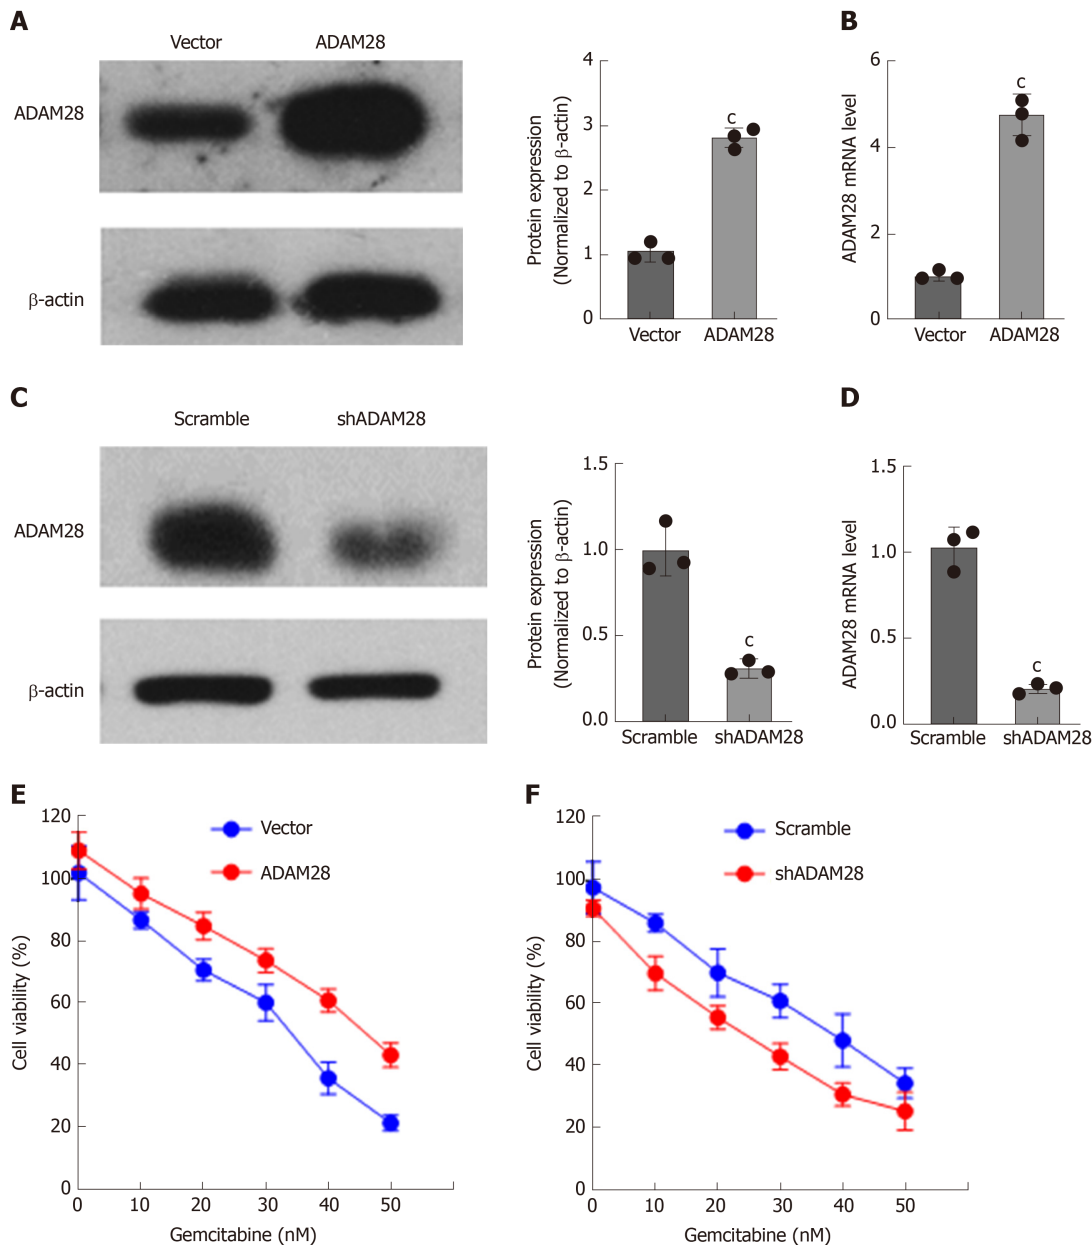 A
Vector ADAM28
ADAM28
β-actin
Protein expression
(Normalized to β-actin)
4
3
2
1
0
c
Vector ADAM28
B
ADAM28 mRNA level
6
4
2
0
c
Vector ADAM28
C
Scramble shADAM28
ADAM28
β-actin
Protein expression
(Normalized to β-actin)
1.5
1.0
0.5
0.0
c
Scramble shADAM28
D
ADAM28 mRNA level
1.5
1.0
0.5
0.0
c
Scramble shADAM28
E
Cell viability (%)
120
100
80
60
40
20
0
Vector
ADAM28
0 10 20 30 40 50
Gemcitabine (nM)
F
Cell viability (%)
120
100
80
60
40
20
0
Scramble
shADAM28
0 10 20 30 40 50
Gemcitabine (nM)